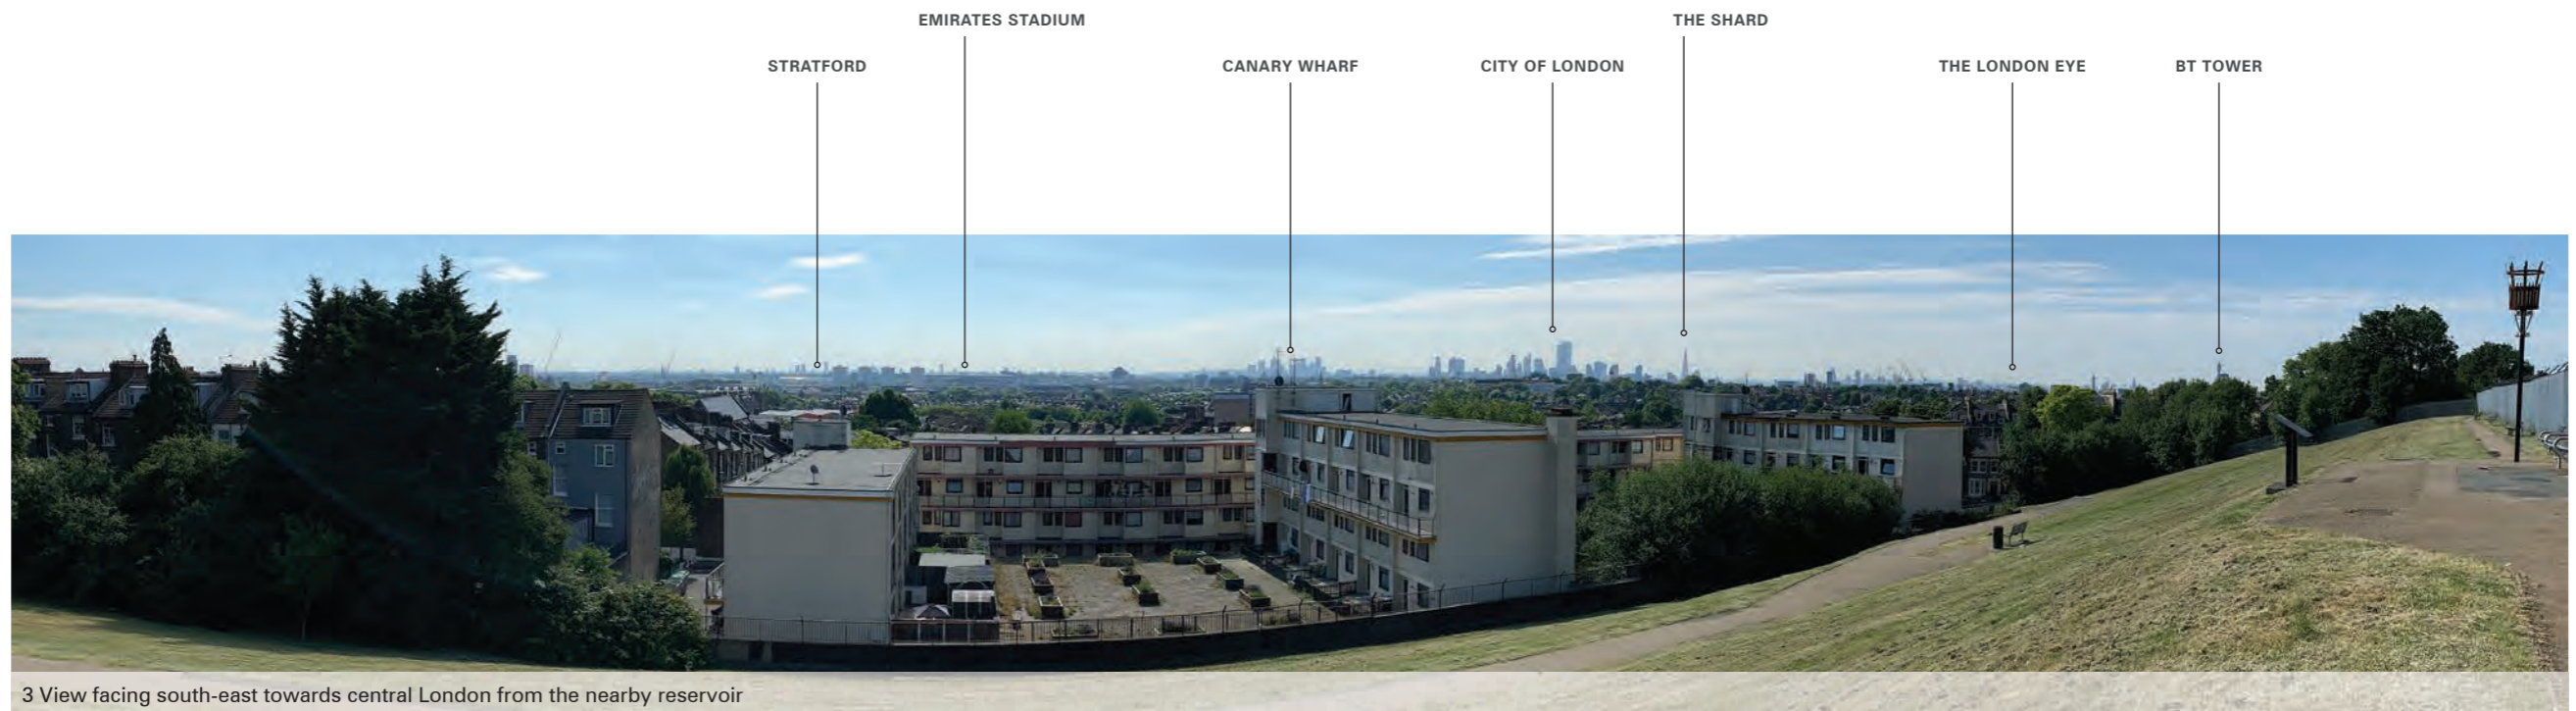 EMIRATES STADIUM
THE SHARD
STRATFORD
CANARY WHARF
CITY OF LONDON
THE LONDON EYE
BT TOWER
3 View facing south-east towards central London from the nearby reservoir